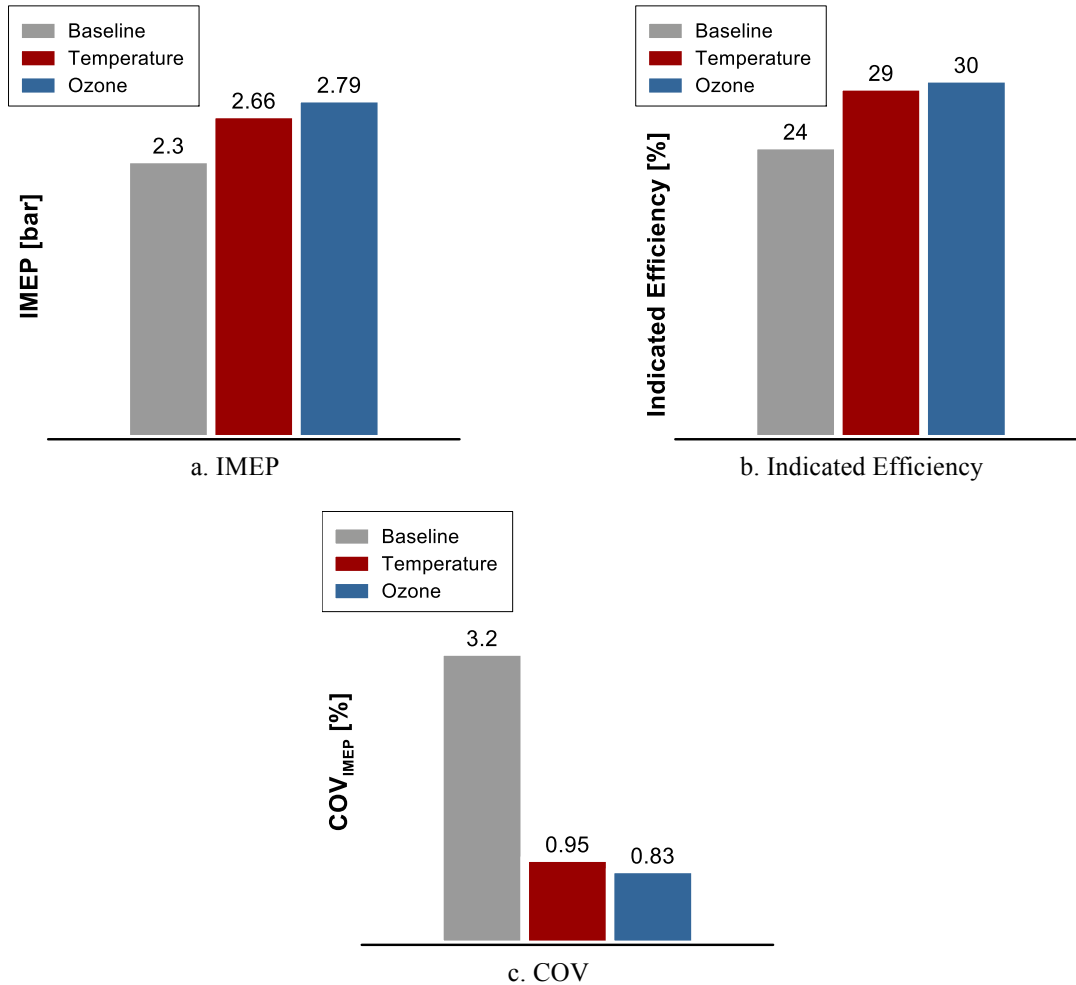 Baseline
Temperature
Ozone
2.3
2.66
2.79
IMEP [bar]
a. IMEP
Baseline
Temperature
Ozone
24
29
30
Indicated Efficiency [%]
b. Indicated Efficiency
Baseline
Temperature
Ozone
3.2
0.95
0.83
COV_IMEP [%]
c. COV